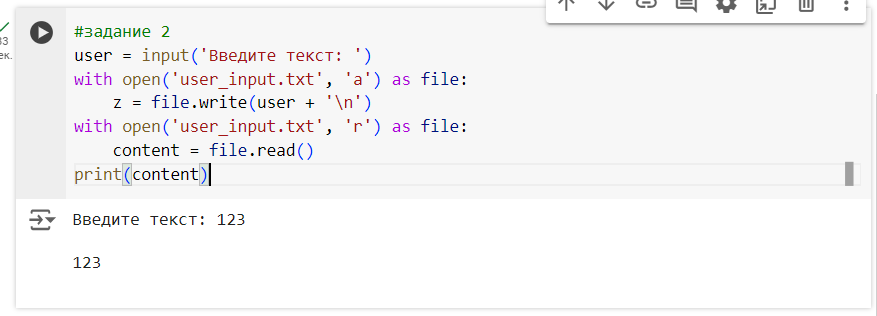 #задание 2
user = input('Введите текст: ')
with open('user_input.txt', 'a') as file:
    z = file.write(user + '\n')
with open('user_input.txt', 'r') as file:
    content = file.read()
print(content)
Введите текст: 123
123